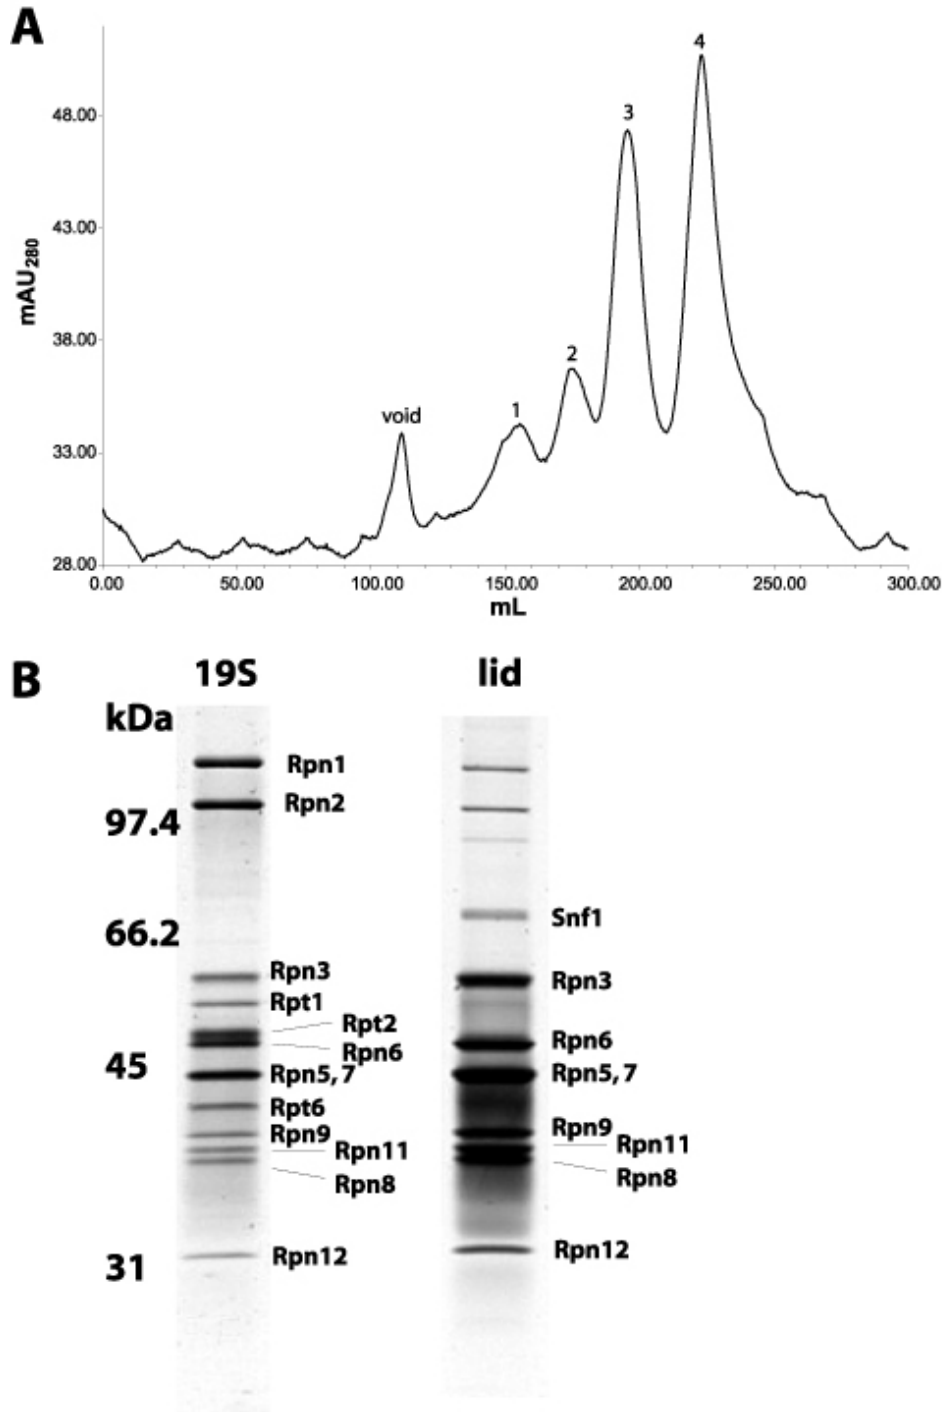 A
4
48.00
3
43.00
mAU280
38.00
2
void
1
33.00
28.00
0.00 50.00 100.00 150.00 200.00 250.00 300.00
mL
B
19S lid
kDa
Rpn1
Rpn2
97.4
Snf1
66.2
Rpn3 Rpn3
Rpt1
Rpt2
Rpn6 Rpn6
45
Rpn5,7 Rpn5,7
Rpt6
Rpn9 Rpn9
Rpn11 Rpn11
Rpn8 Rpn8
Rpn12 Rpn12
31